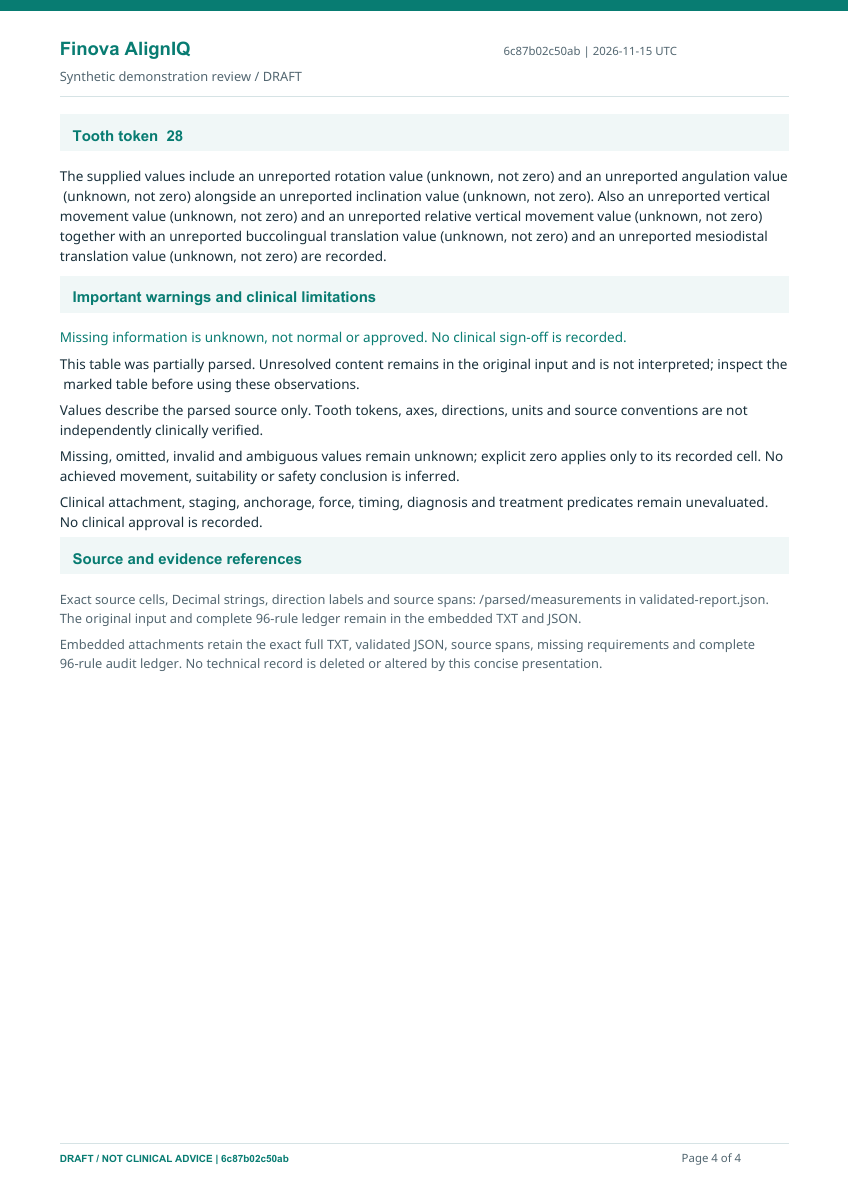 Finova AlignIQ
6c87b02c50ab | 2026-11-15 UTC
Synthetic demonstration review / DRAFT
Tooth token 28
The supplied values include an unreported rotation value (unknown, not zero) and an unreported angulation value
(unknown, not zero) alongside an unreported inclination value (unknown, not zero). Also an unreported vertical
movement value (unknown, not zero) and an unreported relative vertical movement value (unknown, not zero)
together with an unreported buccolingual translation value (unknown, not zero) and an unreported mesiodistal
translation value (unknown, not zero) are recorded.
Important warnings and clinical limitations
Missing information is unknown, not normal or approved. No clinical sign-off is recorded.
This table was partially parsed. Unresolved content remains in the original input and is not interpreted; inspect the
marked table before using these observations.
Values describe the parsed source only. Tooth tokens, axes, directions, units and source conventions are not
independently clinically verified.
Missing, omitted, invalid and ambiguous values remain unknown; explicit zero applies only to its recorded cell. No
achieved movement, suitability or safety conclusion is inferred.
Clinical attachment, staging, anchorage, force, timing, diagnosis and treatment predicates remain unevaluated.
No clinical approval is recorded.
Source and evidence references
Exact source cells, Decimal strings, direction labels and source spans: /parsed/measurements in validated-report.json.
The original input and complete 96-rule ledger remain in the embedded TXT and JSON.
Embedded attachments retain the exact full TXT, validated JSON, source spans, missing requirements and complete
96-rule audit ledger. No technical record is deleted or altered by this concise presentation.
DRAFT / NOT CLINICAL ADVICE | 6c87b02c50ab
Page 4 of 4